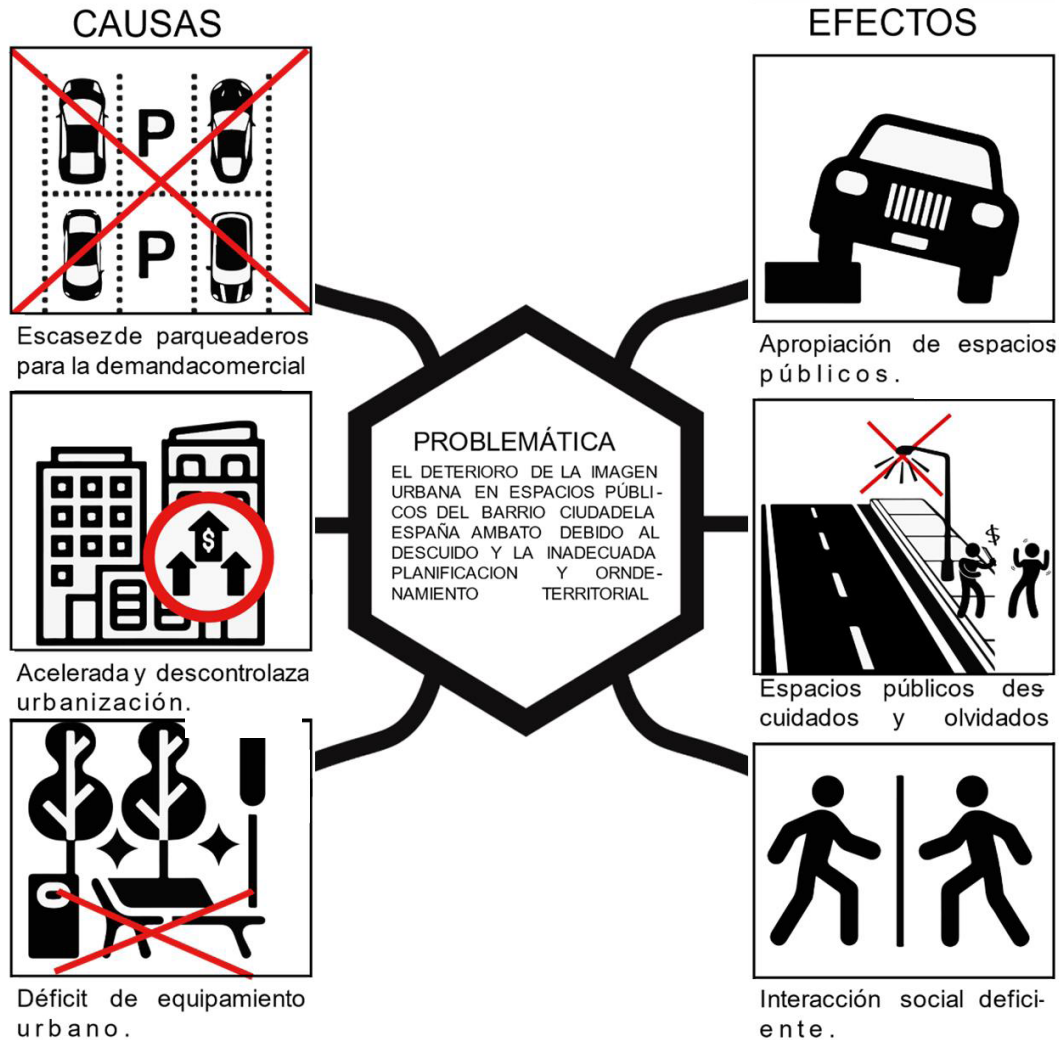 CAUSAS
P
P
Escasez de parqueaderos
para la demandacomercial
$
Acelerada y descontrolaza
urbanización.
Déficit de equipamiento
urbano.
PROBLEMÁTICA
EL DETERIORO DE LA IMAGEN
URBANA EN ESPACIOS PÚBLI-
COS DEL BARRIO CIUDADELA
ESPAÑA AMBATO DEBIDO AL
DESCUIDO Y LA INADECUADA
PLANIFICACION Y ORNDE-
NAMIENTO TERRITORIAL
EFECTOS
Apropiación de espacios
públicos.
$
Espacios públicos des-
cuidados y olvidados
Interacción social defici-
ente.